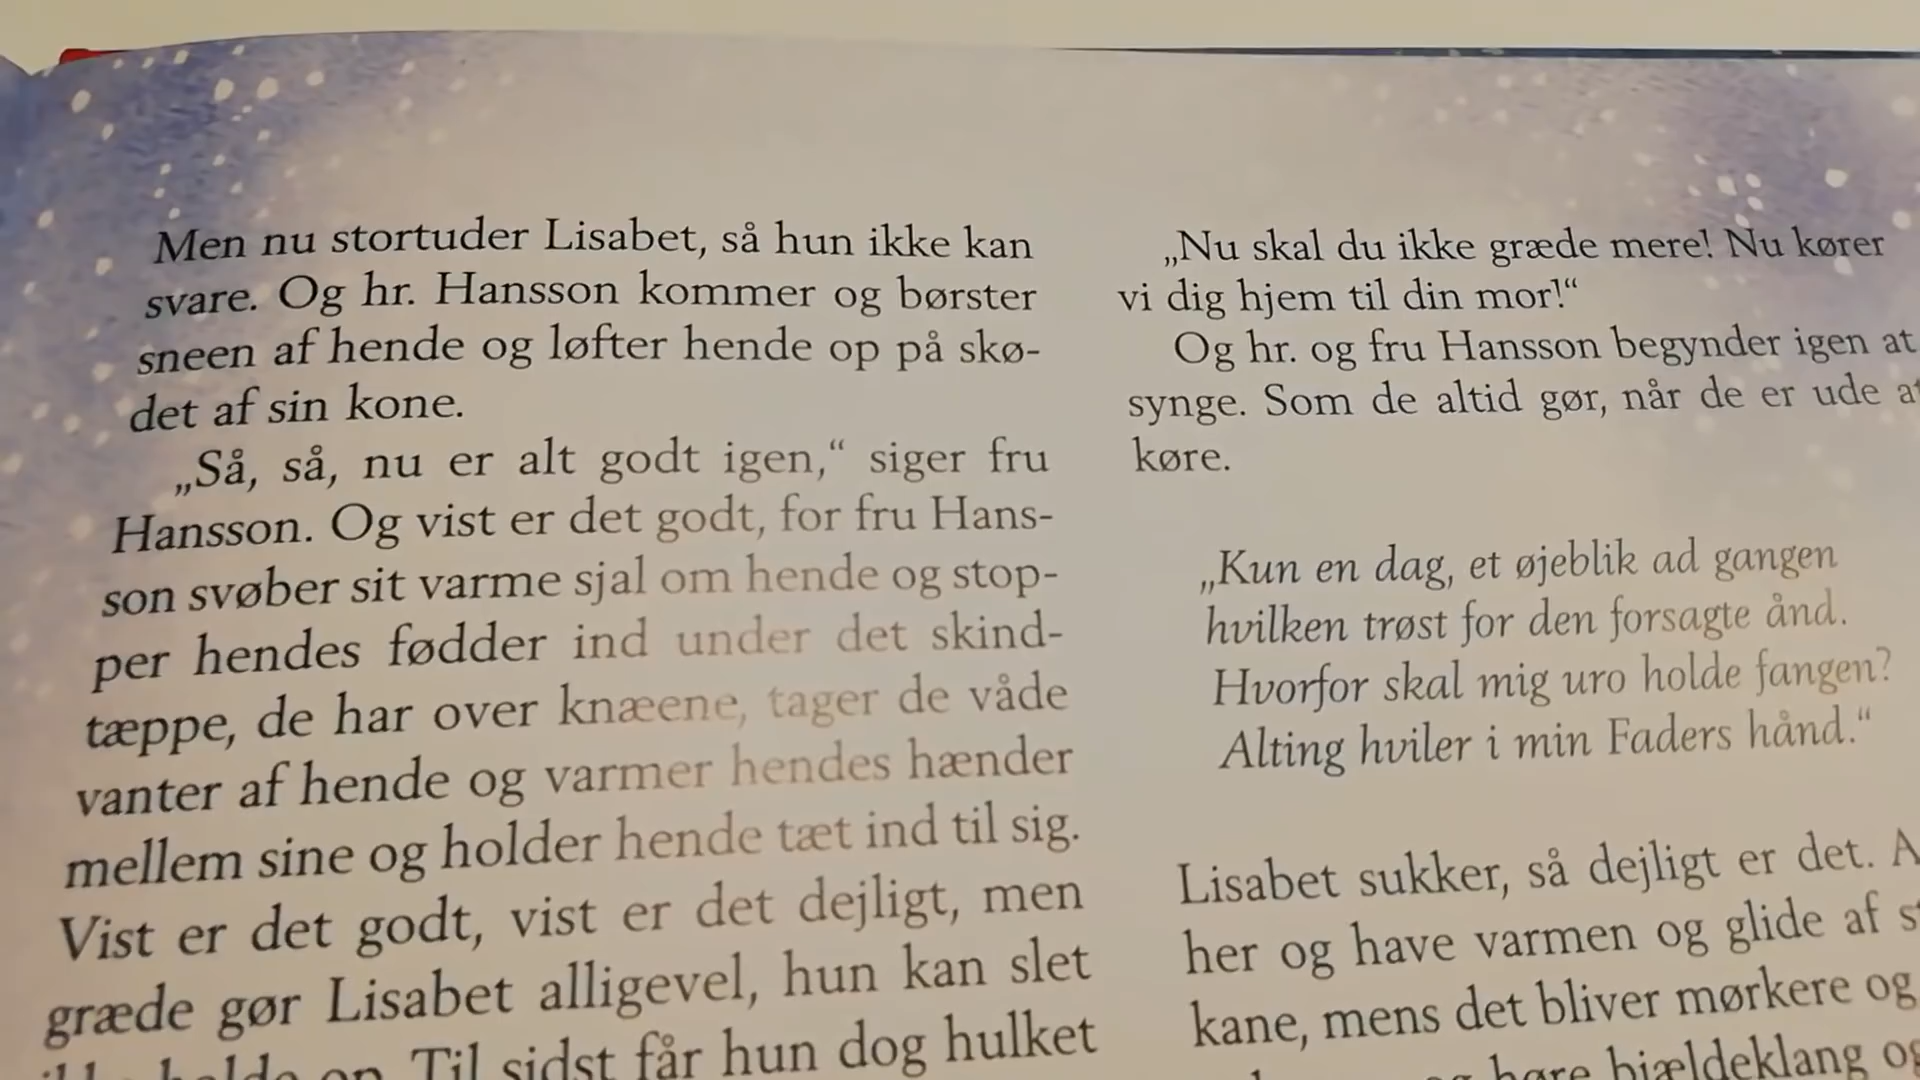 Men nu stortuder Lisabet, så hun ikke kan
svare. Og hr. Hansson kommer og børster
sneen af hende og løfter hende op på skø-
det af sin kone.
„Så, så, nu er alt godt igen,“ siger fru
Hansson. Og vist er det godt, for fru Hans-
son svøber sit varme sjal om hende og stop-
per hendes fødder ind under det skind-
tæppe, de har over knæene, tager de våde
vanter af hende og varmer hendes hænder
mellem sine og holder hende tæt ind til sig.
Vist er det godt, vist er det dejligt, men
græde gør Lisabet alligevel, hun kan slet
Til sidst får hun dog hulket
„Nu skal du ikke græde mere! Nu kører
vi dig hjem til din mor!“
Og hr. og fru Hansson begynder igen at
synge. Som de altid gør, når de er ude at
køre.
„Kun en dag, et øjeblik ad gangen
hvilken trøst for den forsagte ånd.
Hvorfor skal mig uro holde fangen?
Alting hviler i min Faders hånd.“
Lisabet sukker, så dejligt er det.
her og have varmen og glide af
kane, mens det bliver mørkere og
høre bjældeklang og